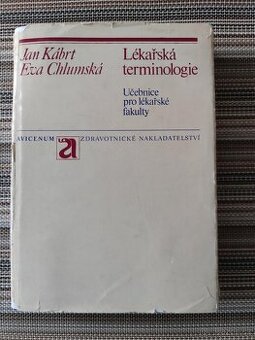 Jan Kábrt
Eva Chlumská
Lékařská
terminologie
Učebnice
pro lékařské
fakulty
AVICENUM a ZDRAVOTNICKÉ NAKLADATELSTVÍ